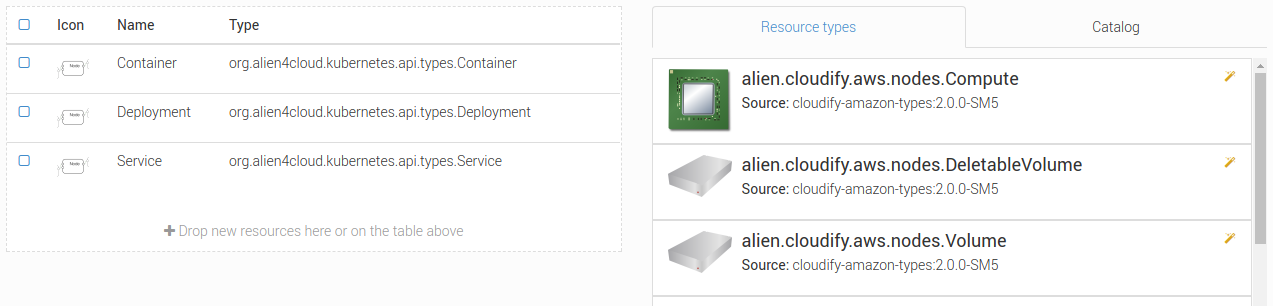 Icon Name Type
Container org.alien4cloud.kubernetes.api.types.Container
Deployment org.alien4cloud.kubernetes.api.types.Deployment
Service org.alien4cloud.kubernetes.api.types.Service
Drop new resources here or on the table above
Resource types Catalog
alien.cloudify.aws.nodes.Compute
Source: cloudify-amazon-types:2.0.0-SM5
alien.cloudify.aws.nodes.DeletableVolume
Source: cloudify-amazon-types:2.0.0-SM5
alien.cloudify.aws.nodes.Volume
Source: cloudify-amazon-types:2.0.0-SM5